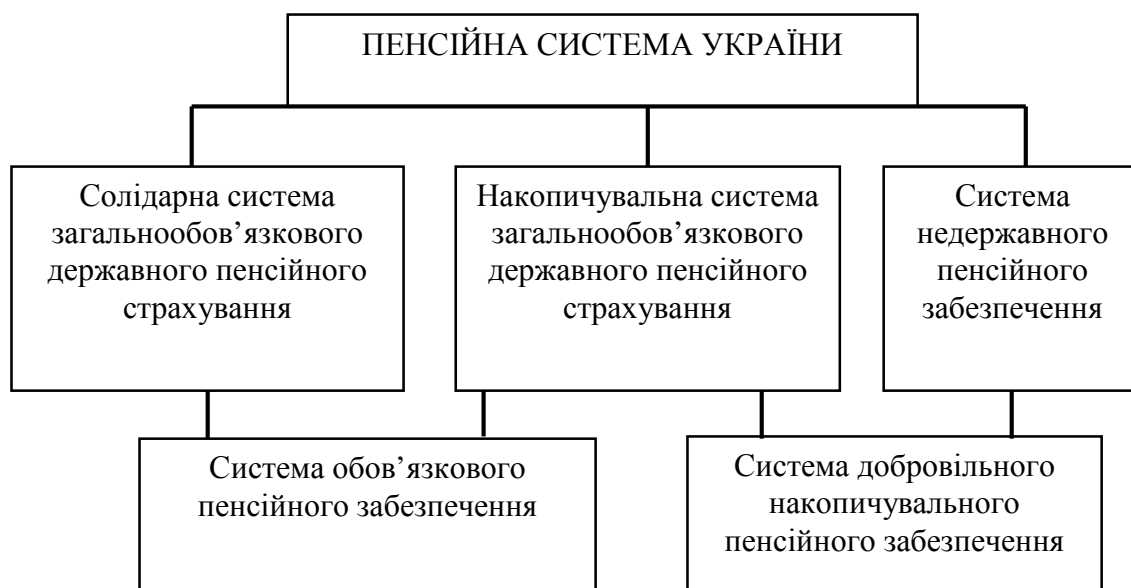 ПЕНСІЙНА СИСТЕМА УКРАЇНИ
Солідарна система
загальнообов’язкового
державного пенсійного
страхування
Накопичувальна система
загальнообов’язкового
державного пенсійного
страхування
Система
недержавного
пенсійного
забезпечення
Система обов’язкового
пенсійного забезпечення
Система добровільного
накопичувального
пенсійного забезпечення